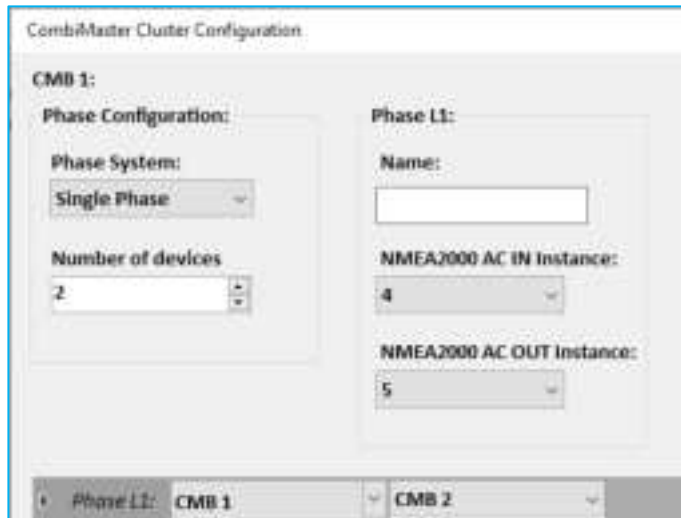 CombiMaster Cluster Configuration
CMB 1:
Phase Configuration:
Phase System:
Single Phase
Number of devices
2
Phase L1:
Name:
NMEA2000 AC IN Instance:
4
NMEA2000 AC OUT Instance:
5
Phase L1: CMB 1 CMB 2